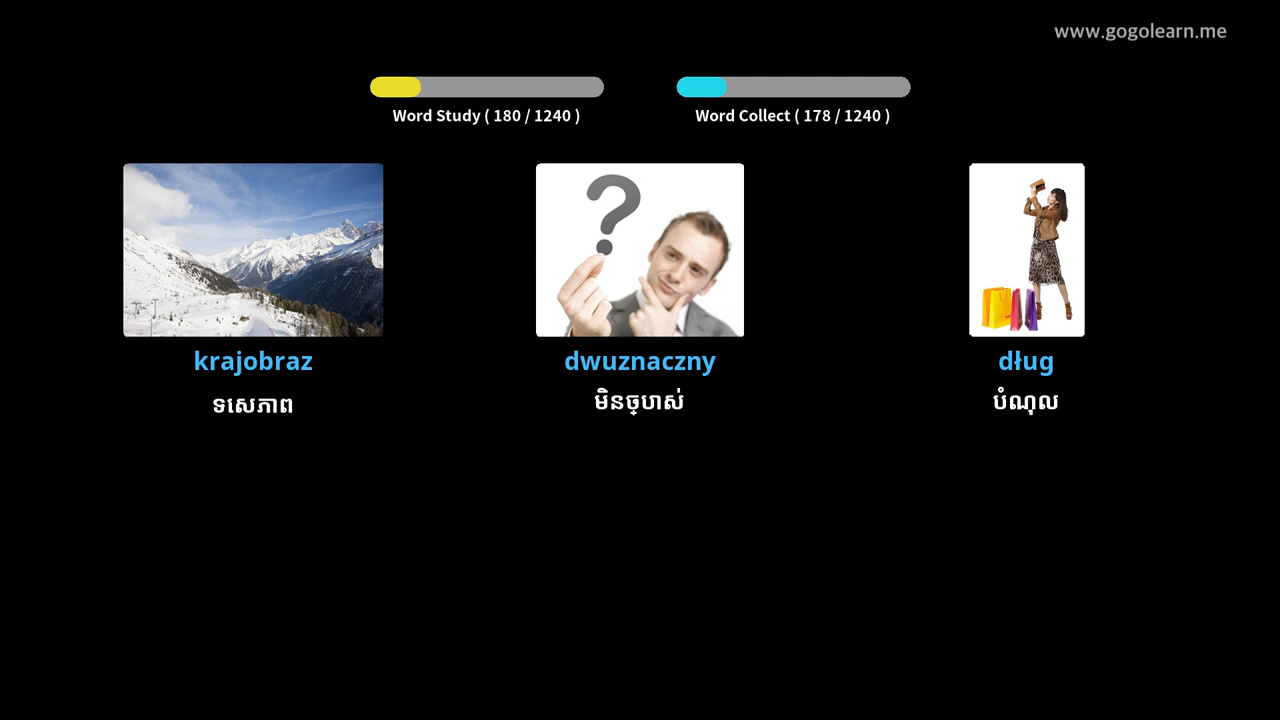 www.gogolearn.me
Word Study ( 180 / 1240 )
Word Collect ( 178 / 1240 )
krajobraz
dwuznaczny
dług
ទេសភាព
មិនច្បាស់
បំណុល